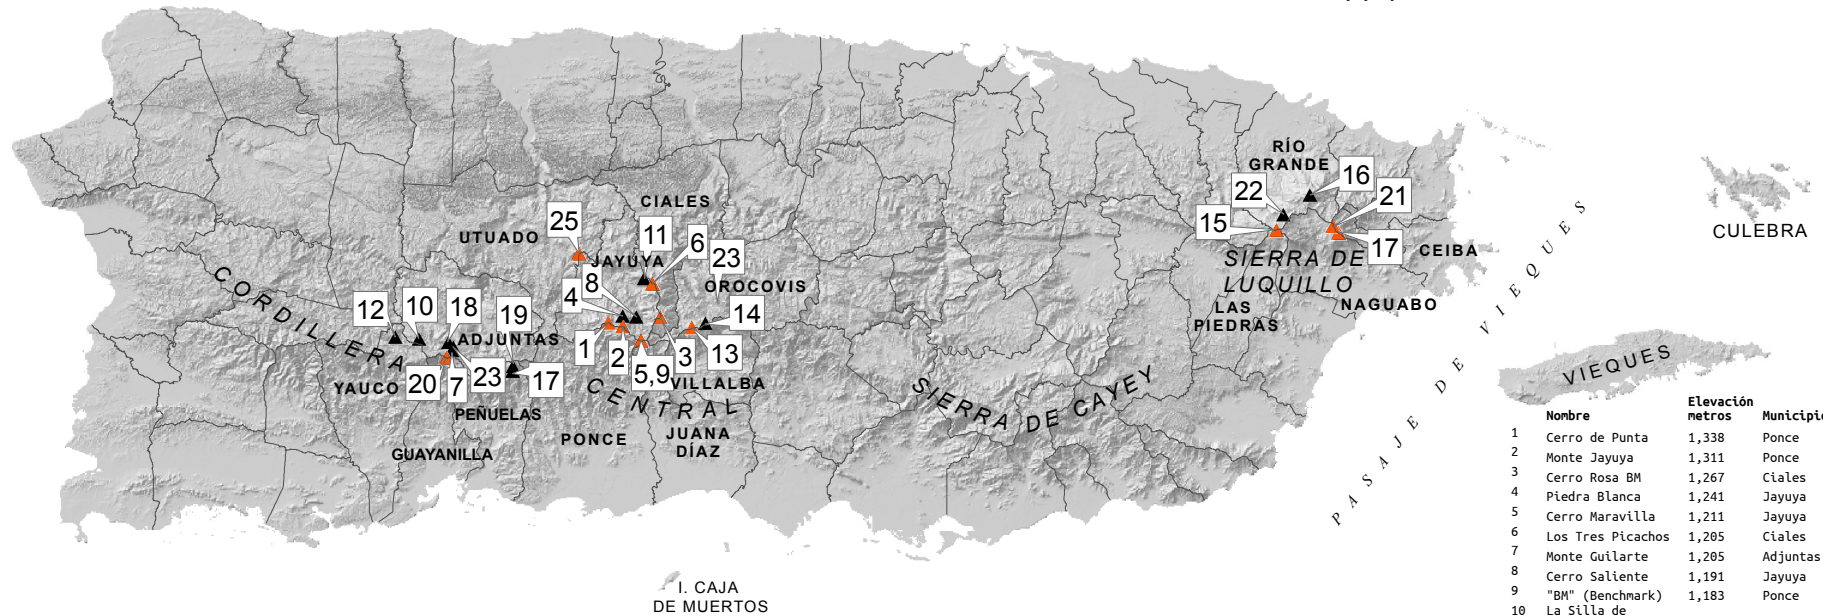 RÍO
GRANDE
16
22
21
CIALES
15
17
25
11
6
UTUADO
23
JAYUYA
8
OROCOVIS
4
CULEBRA
CEIBA
SIERRA DE
LUQUILLO
NAGUABO
LAS
PIEDRAS
PASAJE DE VIEQUES
CORDILLERA
CENTRAL
12
10
18
19
ADJUNTAS
14
1
2
5,9
3
13
VILLALBA
20
7
23
17
YAUCO
PEÑUELAS
SIERRA DE CAYEY
PONCE
JUANA
DÍAZ
GUAYANILLA
VIEQUES
I. CAJA
DE MUERTOS
Nombre Elevación metros Municipio
1 Cerro de Punta 1,338 Ponce
2 Monte Jayuya 1,311 Ponce
3 Cerro Rosa BM 1,267 Ciales
4 Piedra Blanca 1,241 Jayuya
5 Cerro Maravilla 1,211 Jayuya
6 Los Tres Picachos 1,205 Ciales
7 Monte Guilarte 1,205 Adjuntas
8 Cerro Saliente 1,191 Jayuya
9 "BM" (Benchmark) 1,183 Ponce
10 La Silla de